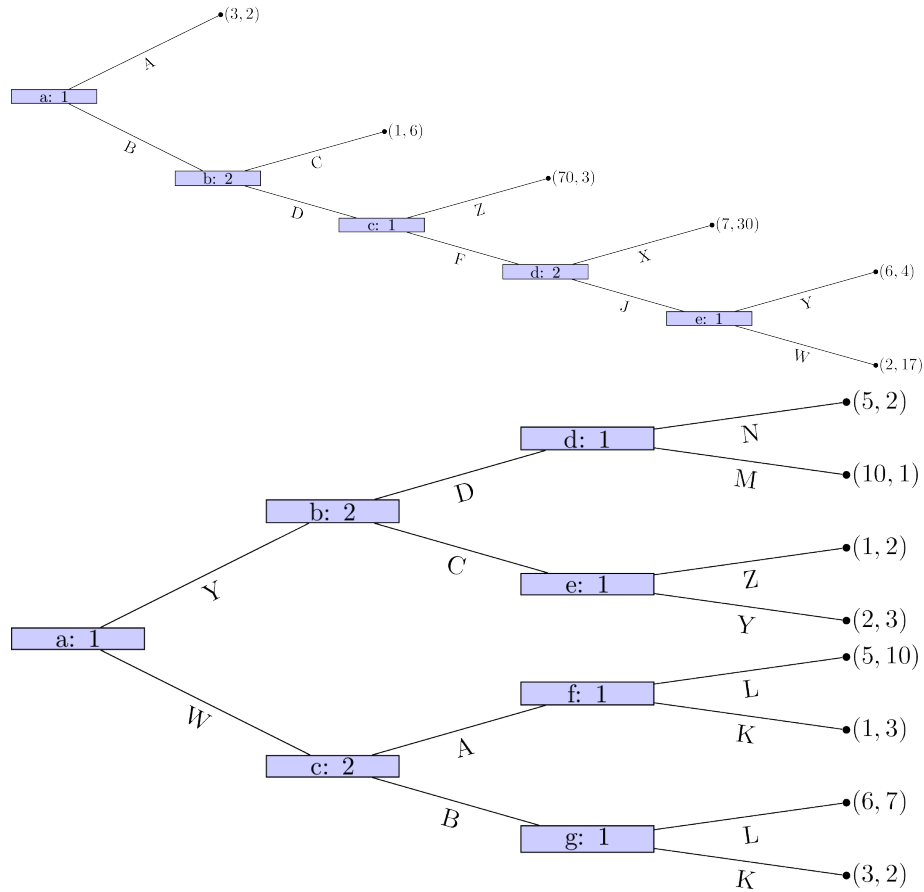 (3, 2)
A
a: 1
B
(1, 6)
C
b: 2
D
(70, 3)
Z
c: 1
F
(7, 30)
X
d: 2
J
(6, 4)
Y
e: 1
W
(2, 17)
(5, 2)
N
d: 1
M
(10, 1)
D
b: 2
C
(1, 2)
Z
e: 1
Y
(2, 3)
Y
a: 1
W
(5, 10)
L
f: 1
K
(1, 3)
A
c: 2
B
(6, 7)
L
g: 1
K
(3, 2)